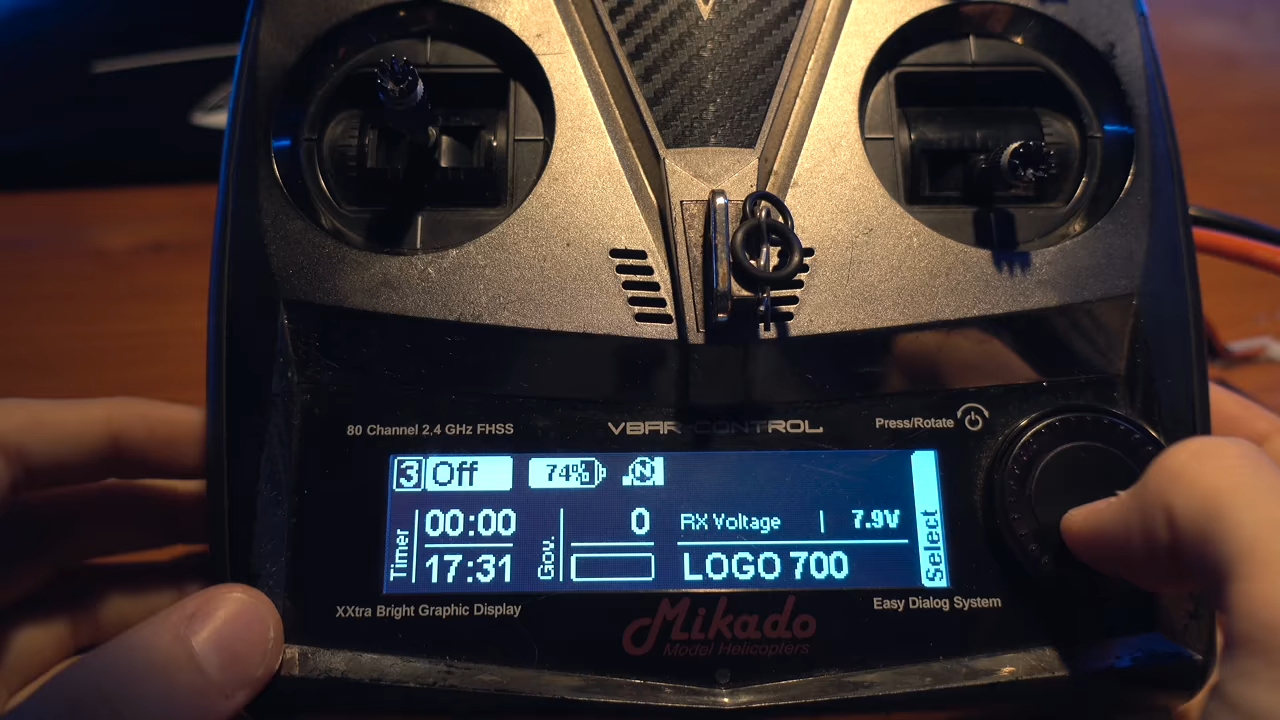 80 Channel 2,4 GHz FHSS
VBAR CONTROL
Press/Rotate
3 Off 74% N
Timer 00:00
17:31
Gov. 0
RX Voltage | 7.9V
LOGO 700
Select
XXtra Bright Graphic Display
Easy Dialog System
Mikado
Model Helicopters